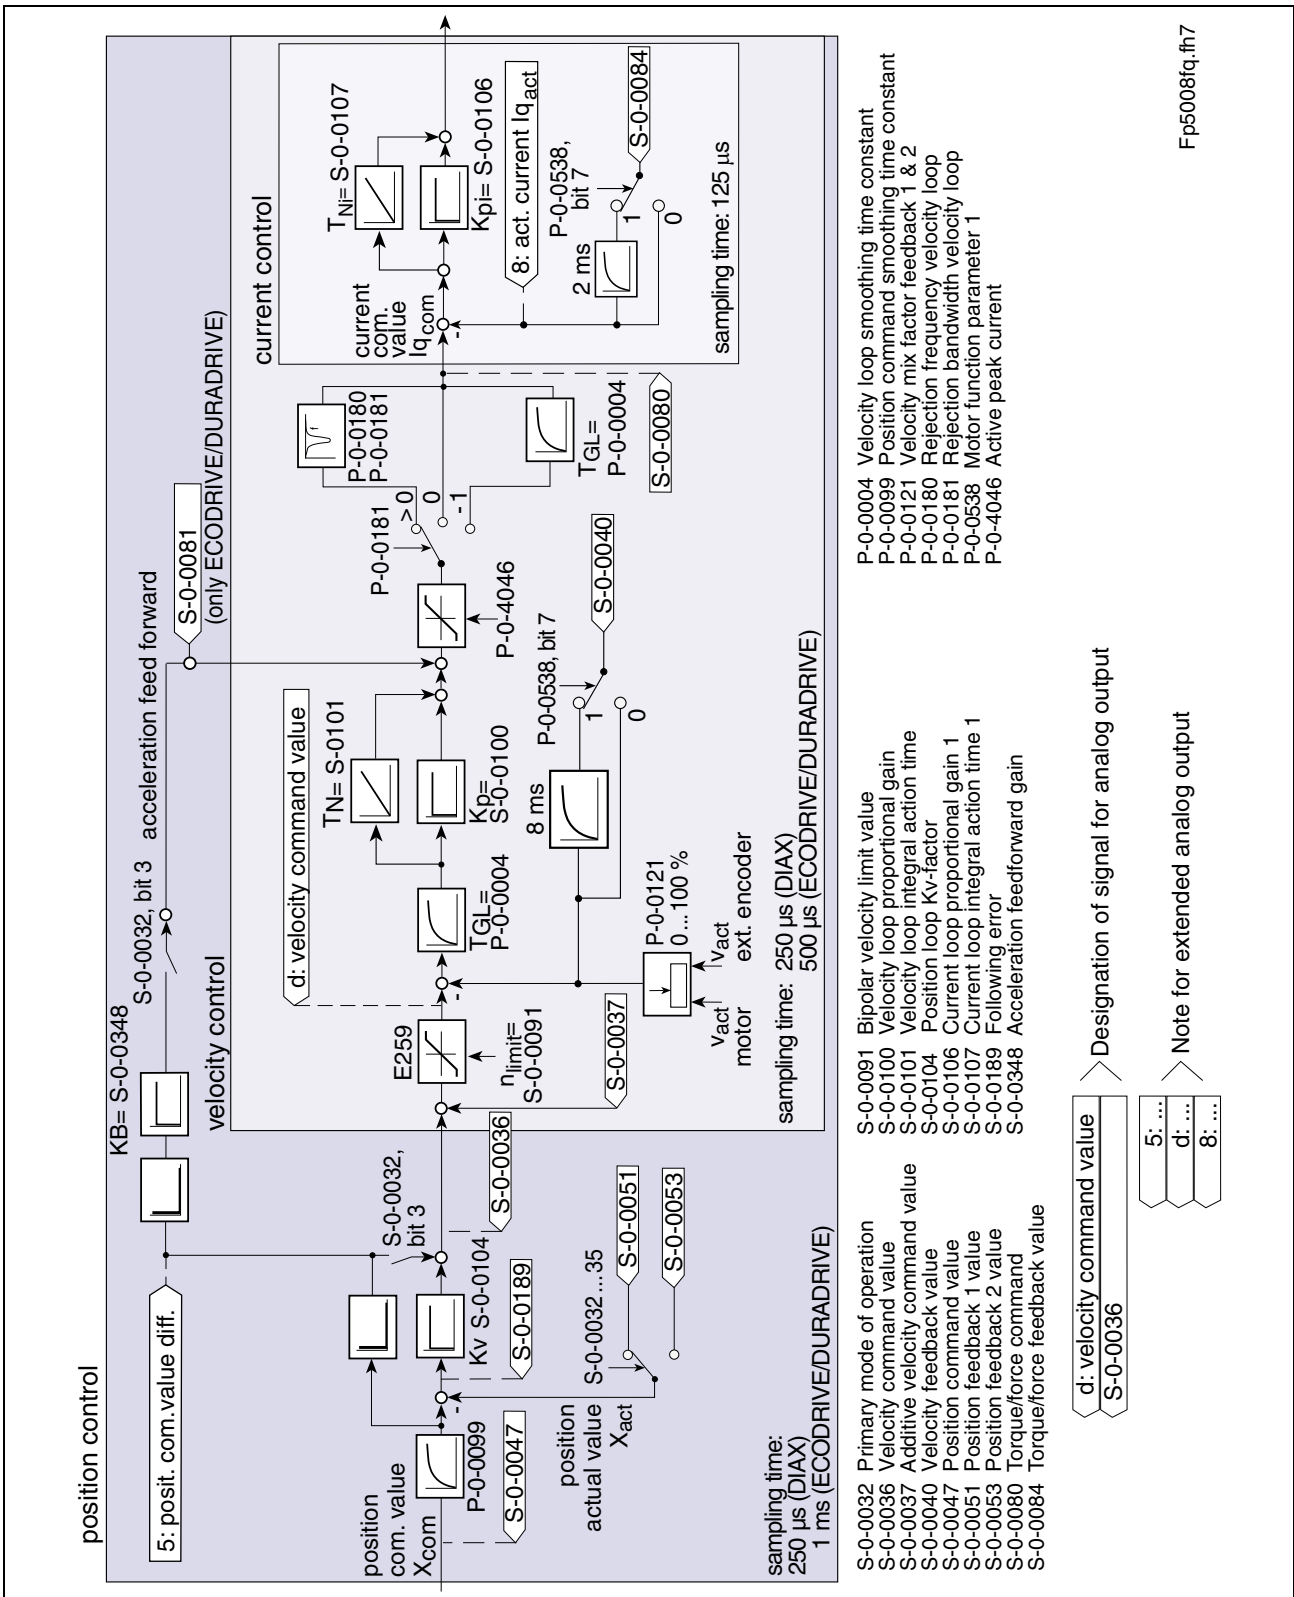 position control
5: posit. com.value diff.
position
com. value
Xcom
P-0-0099
S-0-0047
Kv S-0-0104
S-0-0189
position
actual value
Xact
S-0-0032 ...35
S-0-0051
S-0-0053
S-0-0032,
bit 3
S-0-0036
sampling time:
250 µs (DIAX)
1 ms (ECODRIVE/DURADRIVE)
KB= S-0-0348
S-0-0032, bit 3
acceleration feed forward
S-0-0081
(only ECODRIVE/DURADRIVE)
velocity control
E259
nlimit=
S-0-0091
S-0-0037
d: velocity command value
TGL=
P-0-0004
TN= S-0101
Kp=
S-0-0100
P-0-4046
P-0-0181
>0
0
-1
P-0-0180
P-0-0181
TGL=
P-0-0004
S-0-0080
8 ms
P-0-0538, bit 7
1
0
S-0-0040
P-0-0121
0 ... 100 %
vact
motor
vact
ext. encoder
sampling time: 250 µs (DIAX)
500 µs (ECODRIVE/DURADRIVE)
current control
current
com.
value
Iqcom
TNi= S-0-0107
Kpi= S-0-0106
8: act. current Iqact
P-0-0538,
bit 7
2 ms
1
0
S-0-0084
sampling time: 125 µs
S-0-0032 Primary mode of operation
S-0-0036 Velocity command value
S-0-0037 Additive velocity command value
S-0-0040 Velocity feedback value
S-0-0047 Position command value
S-0-0051 Position feedback 1 value
S-0-0053 Position feedback 2 value
S-0-0080 Torque/force command
S-0-0084 Torque/force feedback value
S-0-0091 Bipolar velocity limit value
S-0-0100 Velocity loop proportional gain
S-0-0101 Velocity loop integral action time
S-0-0104 Position loop Kv-factor
S-0-0106 Current loop proportional gain 1
S-0-0107 Current loop integral action time 1
S-0-0189 Following error
S-0-0348 Acceleration feedforward gain
P-0-0004 Velocity loop smoothing time constant
P-0-0099 Position command smoothing time constant
P-0-0121 Velocity mix factor feedback 1 & 2
P-0-0180 Rejection frequency velocity loop
P-0-0181 Rejection bandwidth velocity loop
P-0-0538 Motor function parameter 1
P-0-4046 Active peak current
d: velocity command value
S-0-0036
Designation of signal for analog output
5: ...
d: ...
8: ...
Note for extended analog output
Fp5008fq.fh7